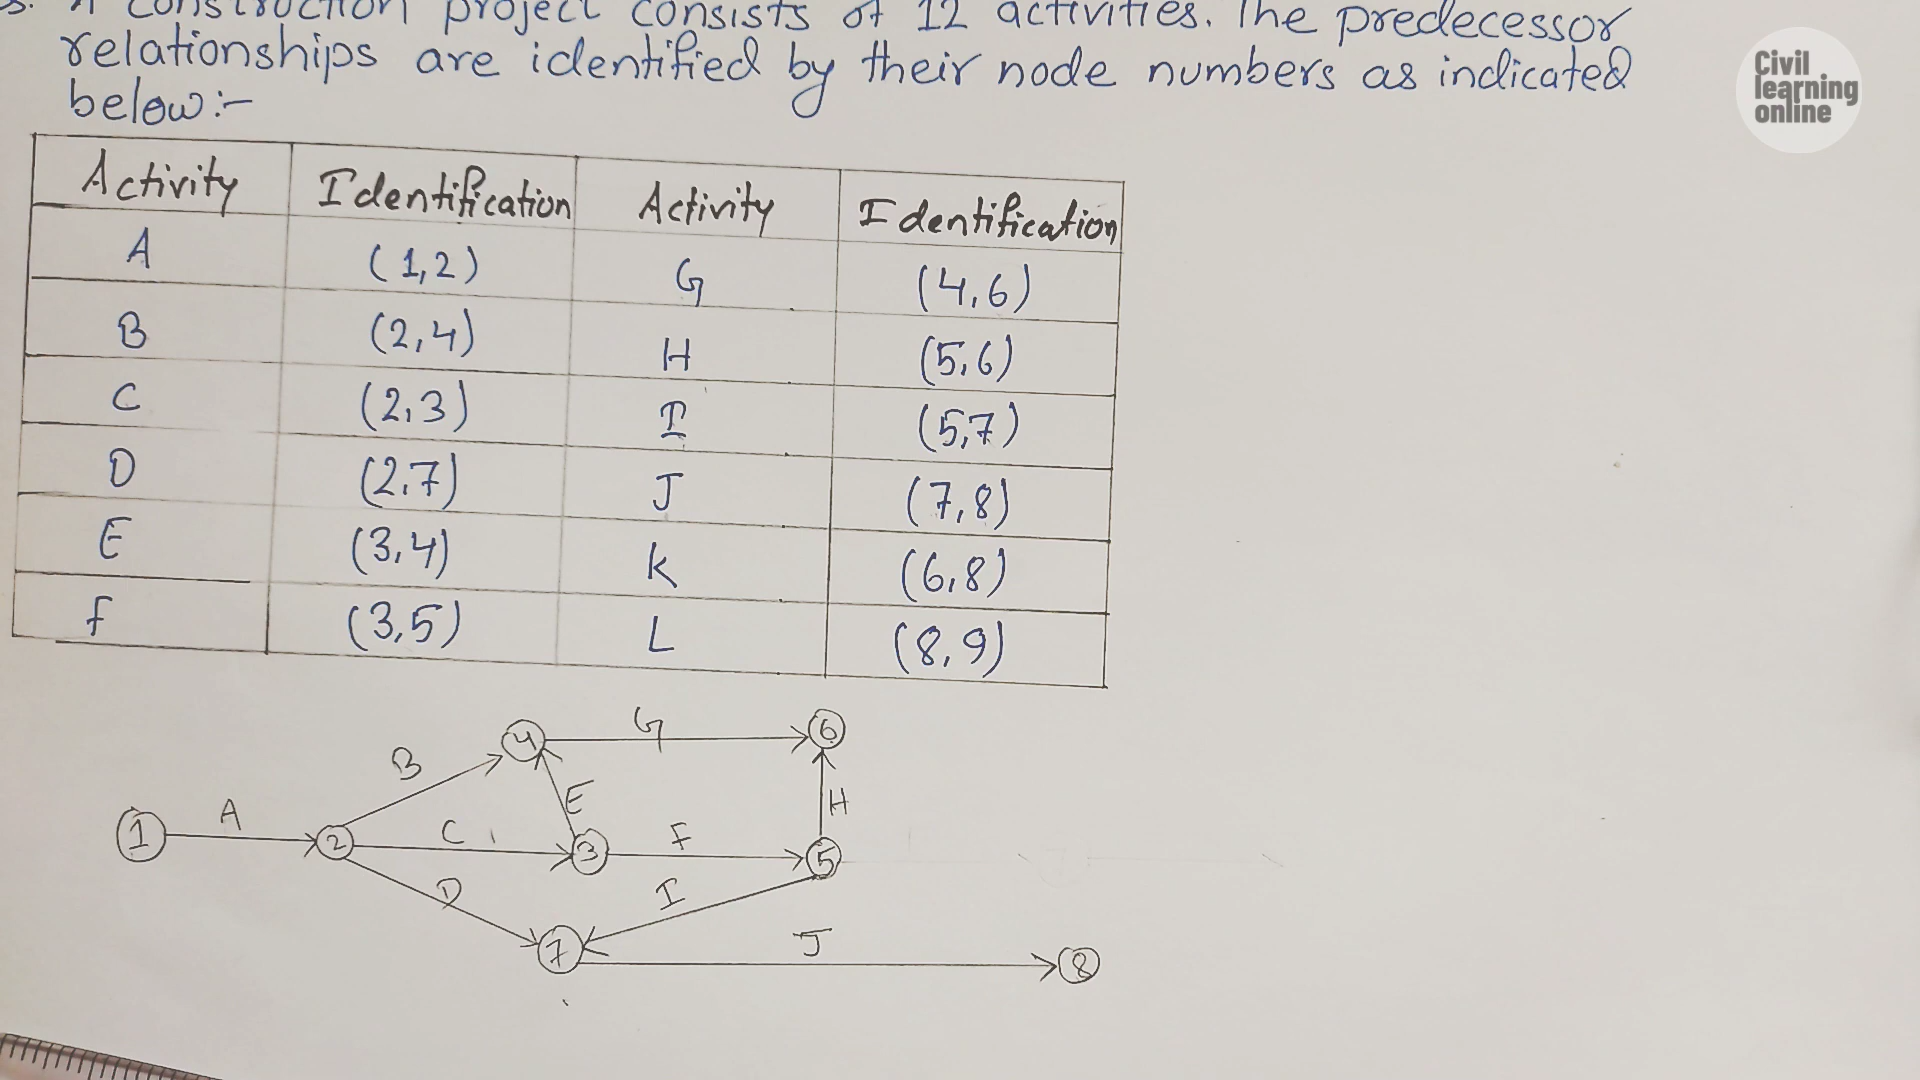 3. A construction project consists of 12 activities. The predecessor
relationships are identified by their node numbers as indicated
below:-
Civil
learning
online
Activity Identification Activity Identification
A (1,2) G (4,6)
B (2,4) H (5,6)
C (2,3) I (5,7)
D (2,7) J (7,8)
E (3,4) K (6,8)
F (3,5) L (8,9)
4 G 6
B E H
1 A 2 C 3 F 5
D I
7 J 8